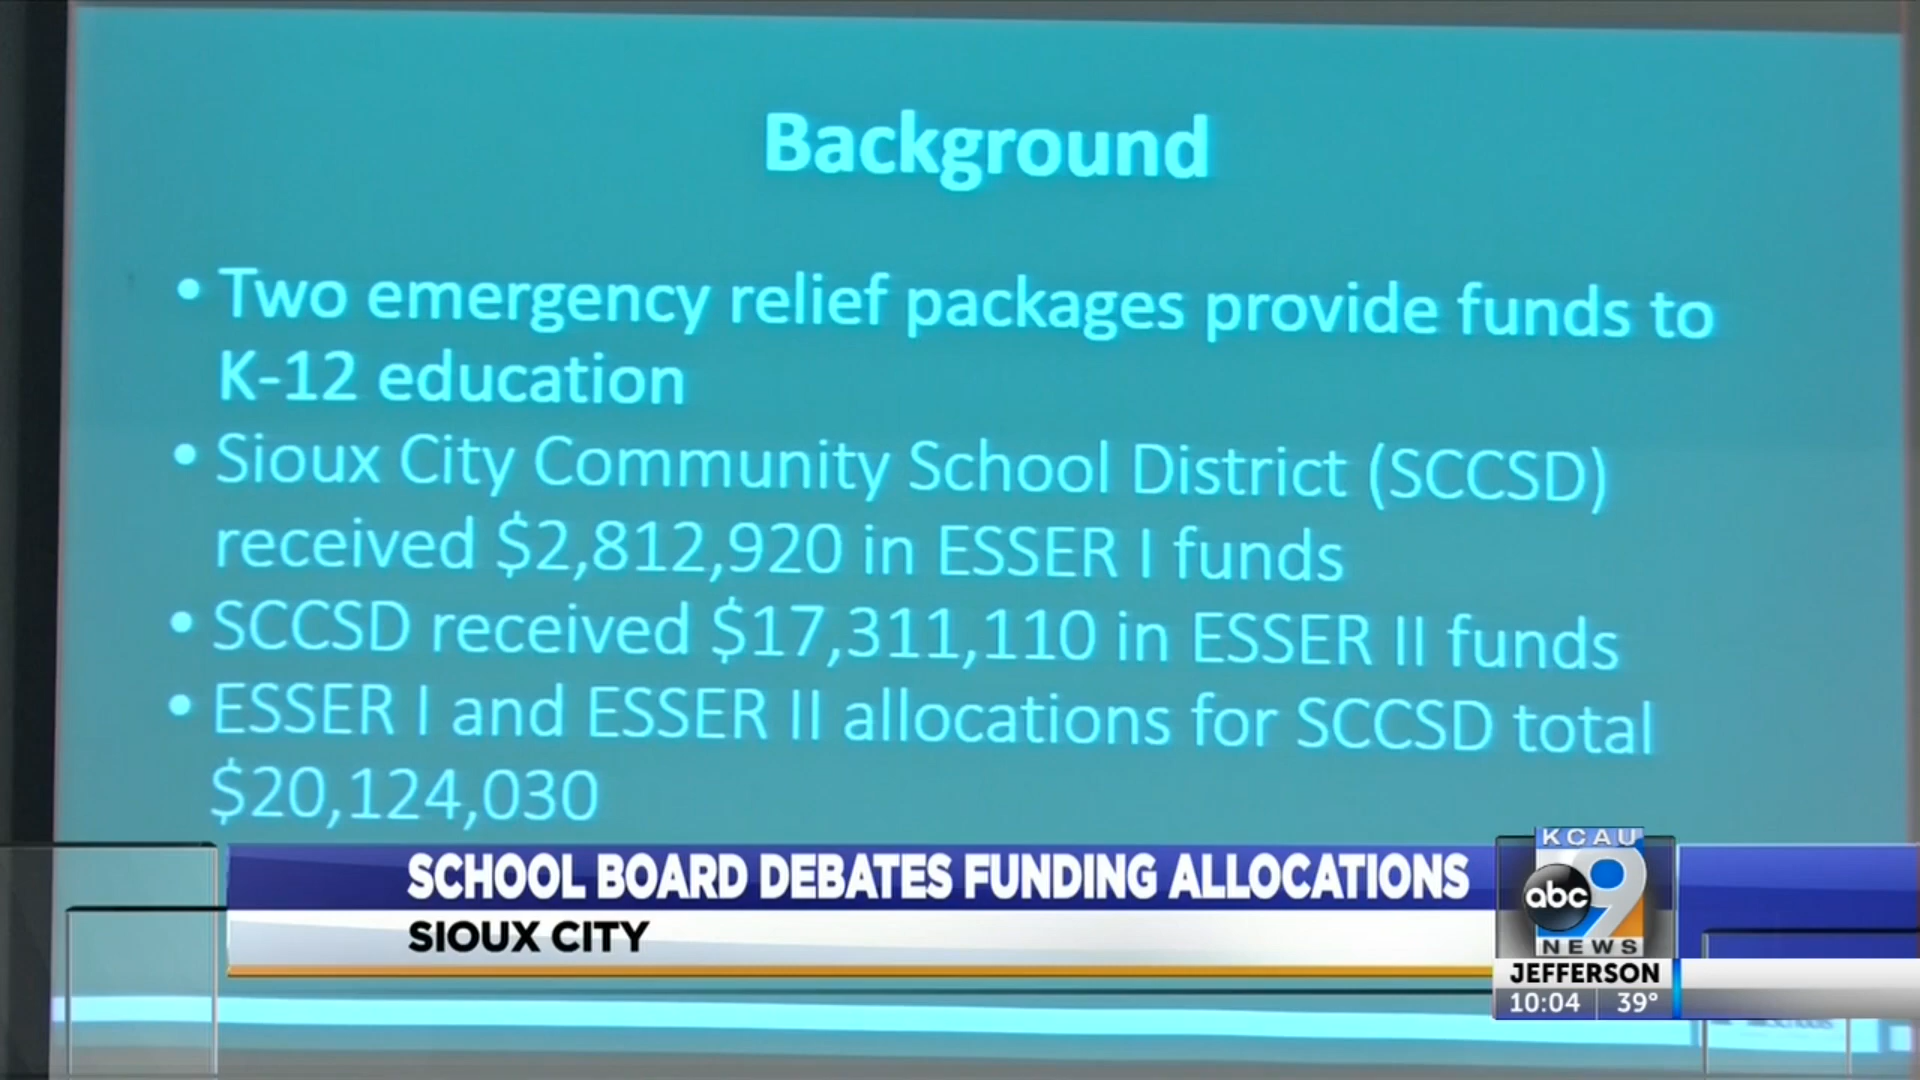 Background
• Two emergency relief packages provide funds to
K-12 education
• Sioux City Community School District (SCCSD)
received $2,812,920 in ESSER I funds
• SCCSD received $17,311,110 in ESSER II funds
• ESSER I and ESSER II allocations for SCCSD total
$20,124,030
SCHOOL BOARD DEBATES FUNDING ALLOCATIONS
SIOUX CITY
KCAU
abc 9
NEWS
JEFFERSON
10:04 39°